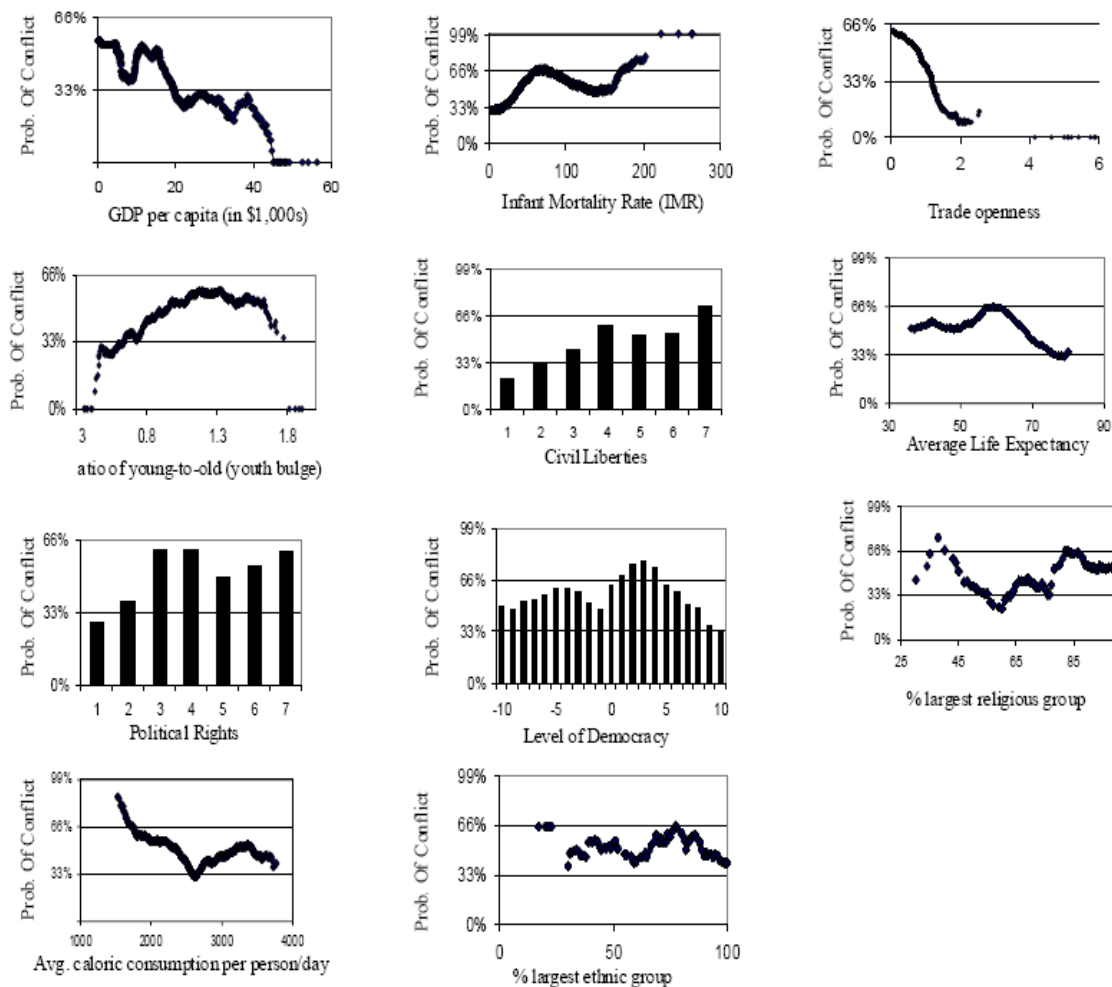 Prob. Of Conflict
66%
33%
0 20 40 60
GDP per capita (in $1,000s)
Prob. Of Conflict
99%
66%
33%
0%
0 100 200 300
Infant Mortality Rate (IMR)
Prob. Of Conflict
66%
33%
0%
0 2 4 6
Trade openness
Prob. Of Conflict
66%
33%
0%
3 0.8 1.3 1.8
atio of young-to-old (youth bulge)
Prob. Of Conflict
99%
66%
33%
0%
1 2 3 4 5 6 7
Civil Liberties
Prob. Of Conflict
99%
66%
33%
0%
30 50 70 90
Average Life Expectancy
Prob. Of Conflict
66%
33%
0%
1 2 3 4 5 6 7
Political Rights
Prob. Of Conflict
99%
66%
33%
0%
-10 -5 0 5 10
Level of Democracy
Prob. Of Conflict
99%
66%
33%
0%
25 45 65 85
% largest religious group
Prob. Of Conflict
99%
66%
33%
1000 2000 3000 4000
Avg. caloric consumption per person/day
Prob. Of Conflict
99%
66%
33%
0%
0 50 100
% largest ethnic group